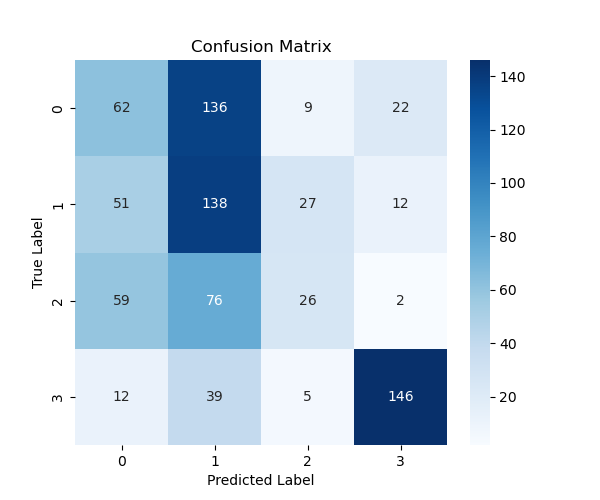 Confusion Matrix
0 62 136 9 22
1 51 138 27 12
2 59 76 26 2
3 12 39 5 146
0 1 2 3
Predicted Label
True Label
140
120
100
80
60
40
20